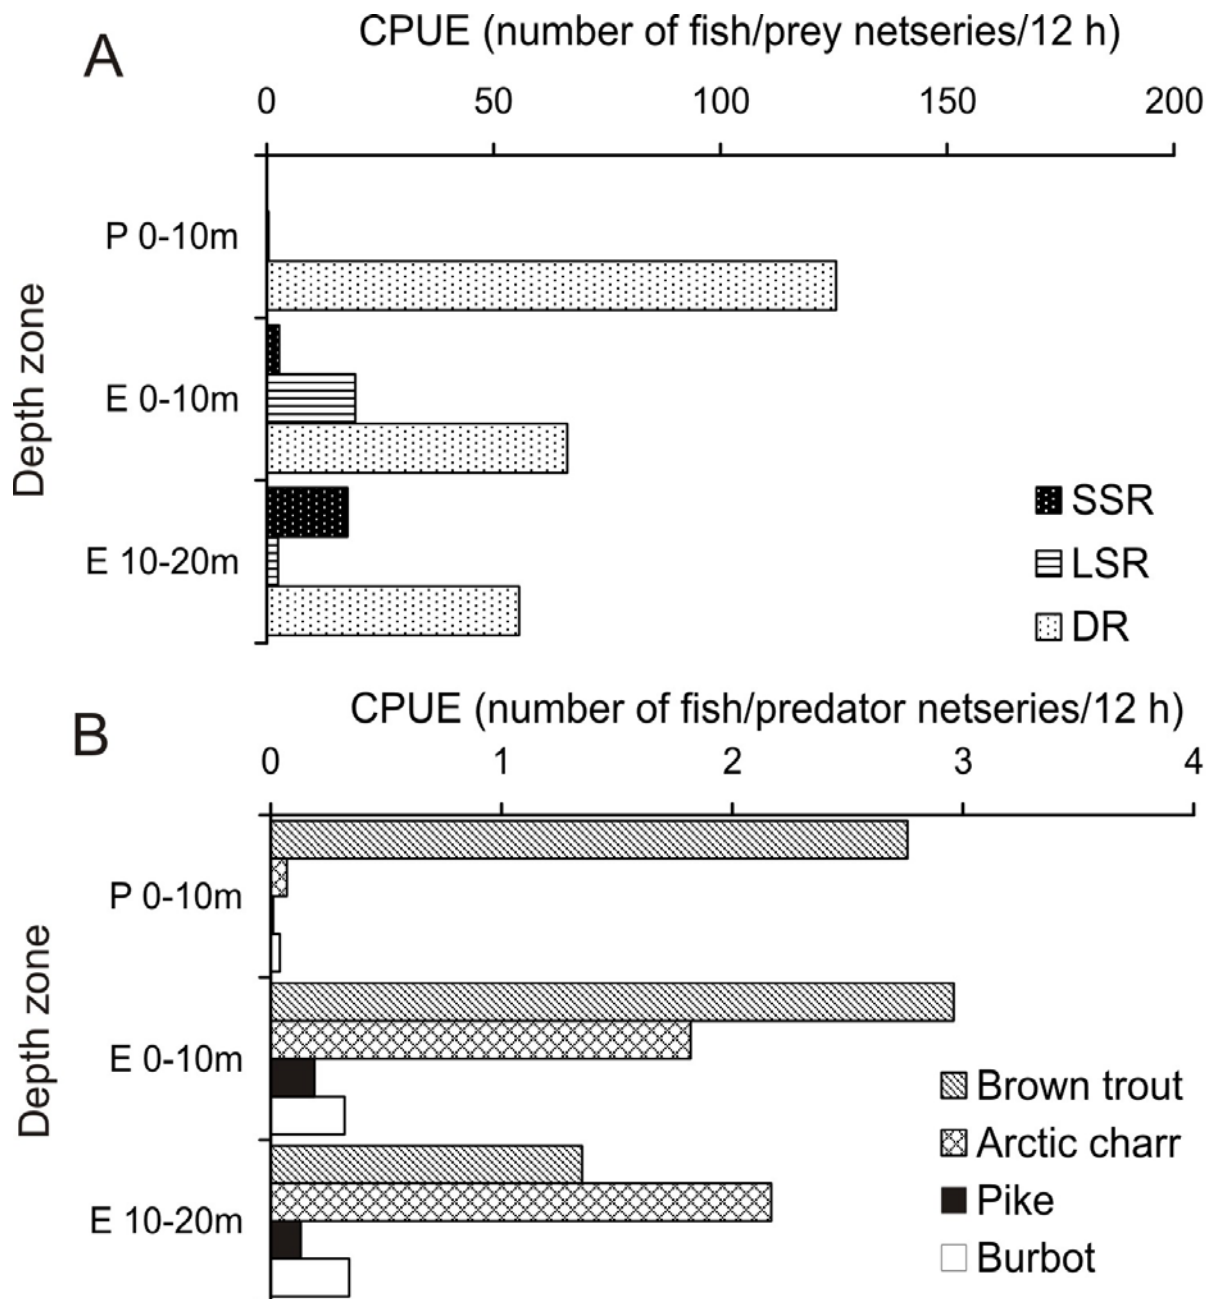 A
CPUE (number of fish/prey netseries/12 h)
0 50 100 150 200
Depth zone
P 0-10m
E 0-10m
E 10-20m
SSR
LSR
DR
B
CPUE (number of fish/predator netseries/12 h)
0 1 2 3 4
Depth zone
P 0-10m
E 0-10m
E 10-20m
Brown trout
Arctic charr
Pike
Burbot